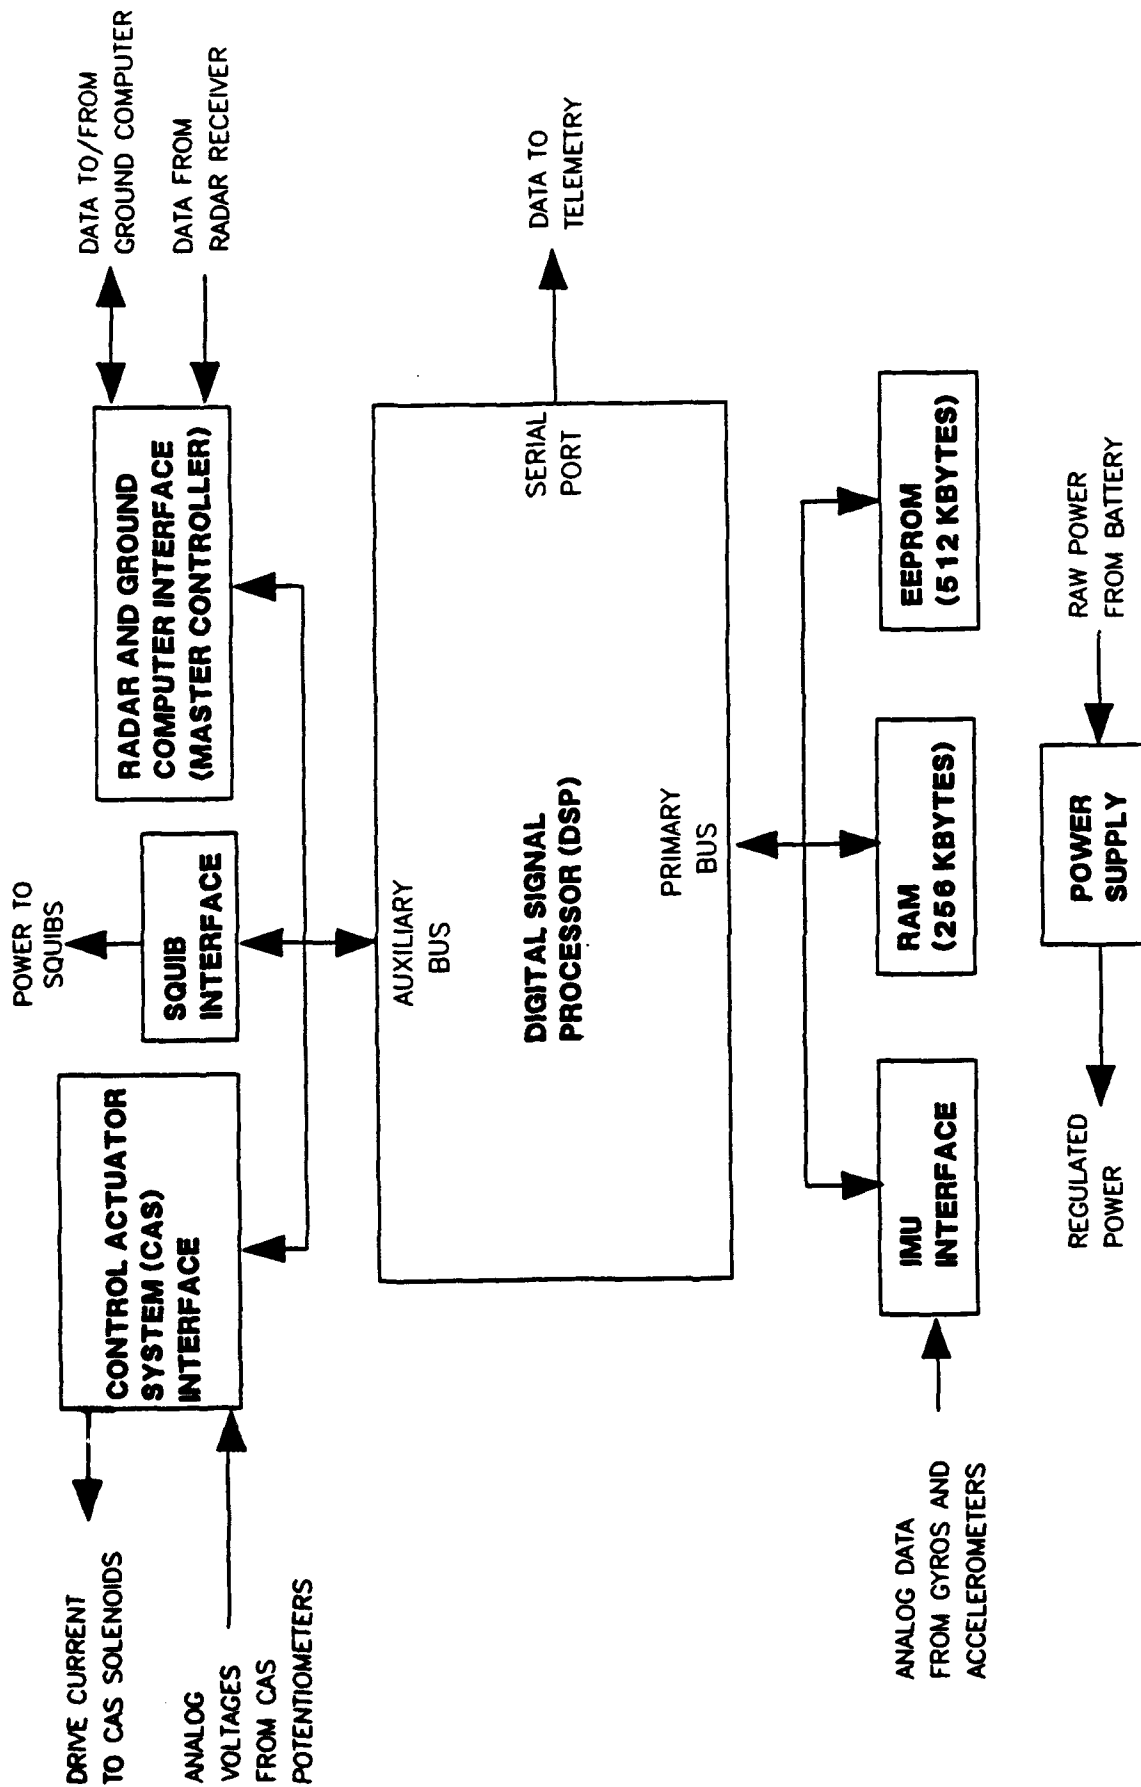 DRIVE CURRENT
TO CAS SOLENOIDS
ANALOG
VOLTAGES
FROM CAS
POTENTIOMETERS
CONTROL ACTUATOR
SYSTEM (CAS)
INTERFACE
POWER TO
SQUIBS
SQUIB
INTERFACE
RADAR AND GROUND
COMPUTER INTERFACE
(MASTER CONTROLLER)
DATA TO/FROM
GROUND COMPUTER
DATA FROM
RADAR RECEIVER
AUXILIARY
BUS
DIGITAL SIGNAL
PROCESSOR (DSP)
PRIMARY
BUS
SERIAL
PORT
DATA TO
TELEMETRY
ANALOG DATA
FROM GYROS AND
ACCELEROMETERS
IMU
INTERFACE
RAM
(256 KBYTES)
EEPROM
(512 KBYTES)
REGULATED
POWER
POWER
SUPPLY
RAW POWER
FROM BATTERY